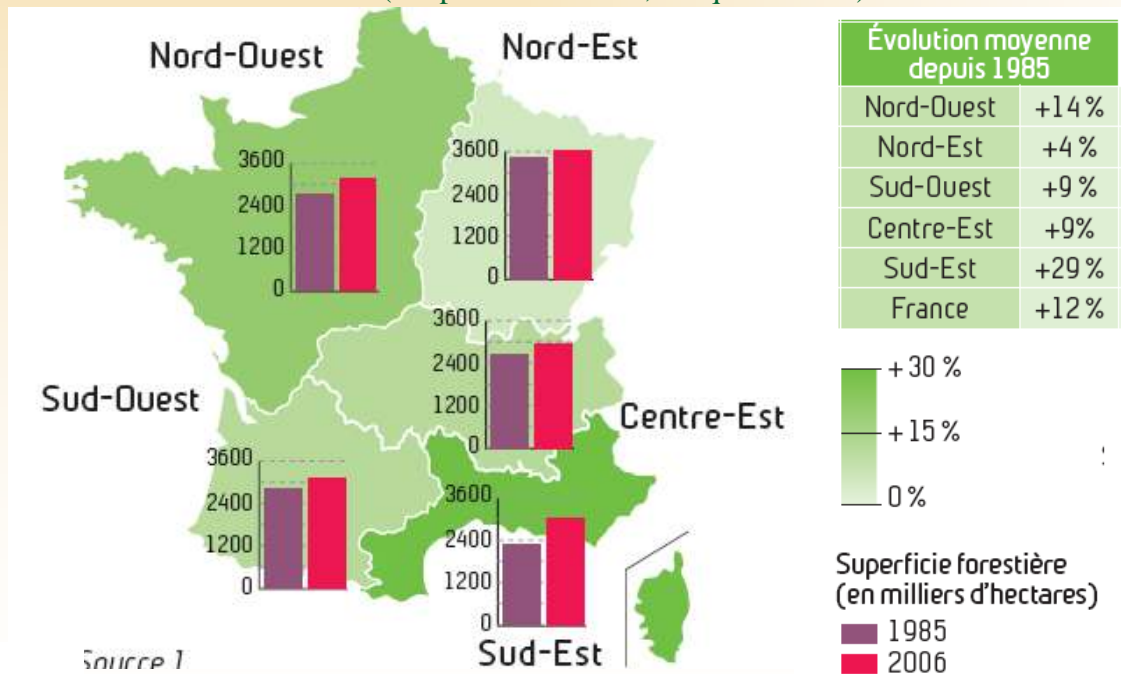 Nord-Ouest
Nord-Est
3600
2400
1200
0
3600
2400
1200
0
3600
2400
1200
0
Sud-Ouest
Centre-Est
3600
2400
1200
0
3600
2400
1200
0
Sud-Est
Évolution moyenne
depuis 1985
Nord-Ouest +14 %
Nord-Est +4 %
Sud-Ouest +9 %
Centre-Est +9%
Sud-Est +29 %
France +12 %
+ 30 %
+ 15 %
0 %
Superficie forestière
(en milliers d'hectares)
1985
2006
Source 1